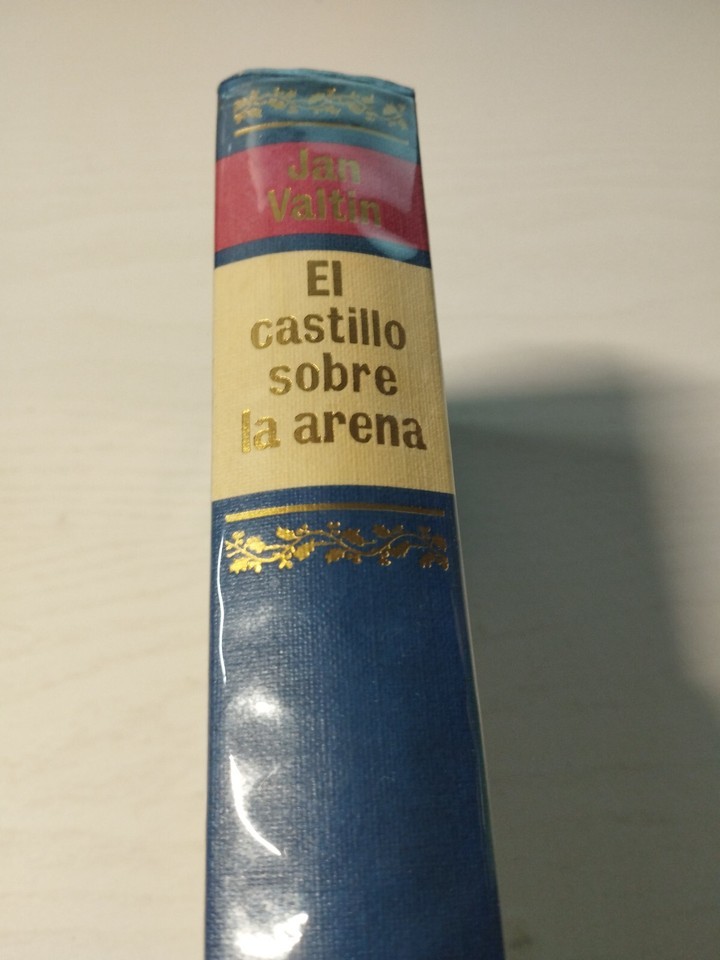 Jan
Valtin
El
castillo
sobre
la arena